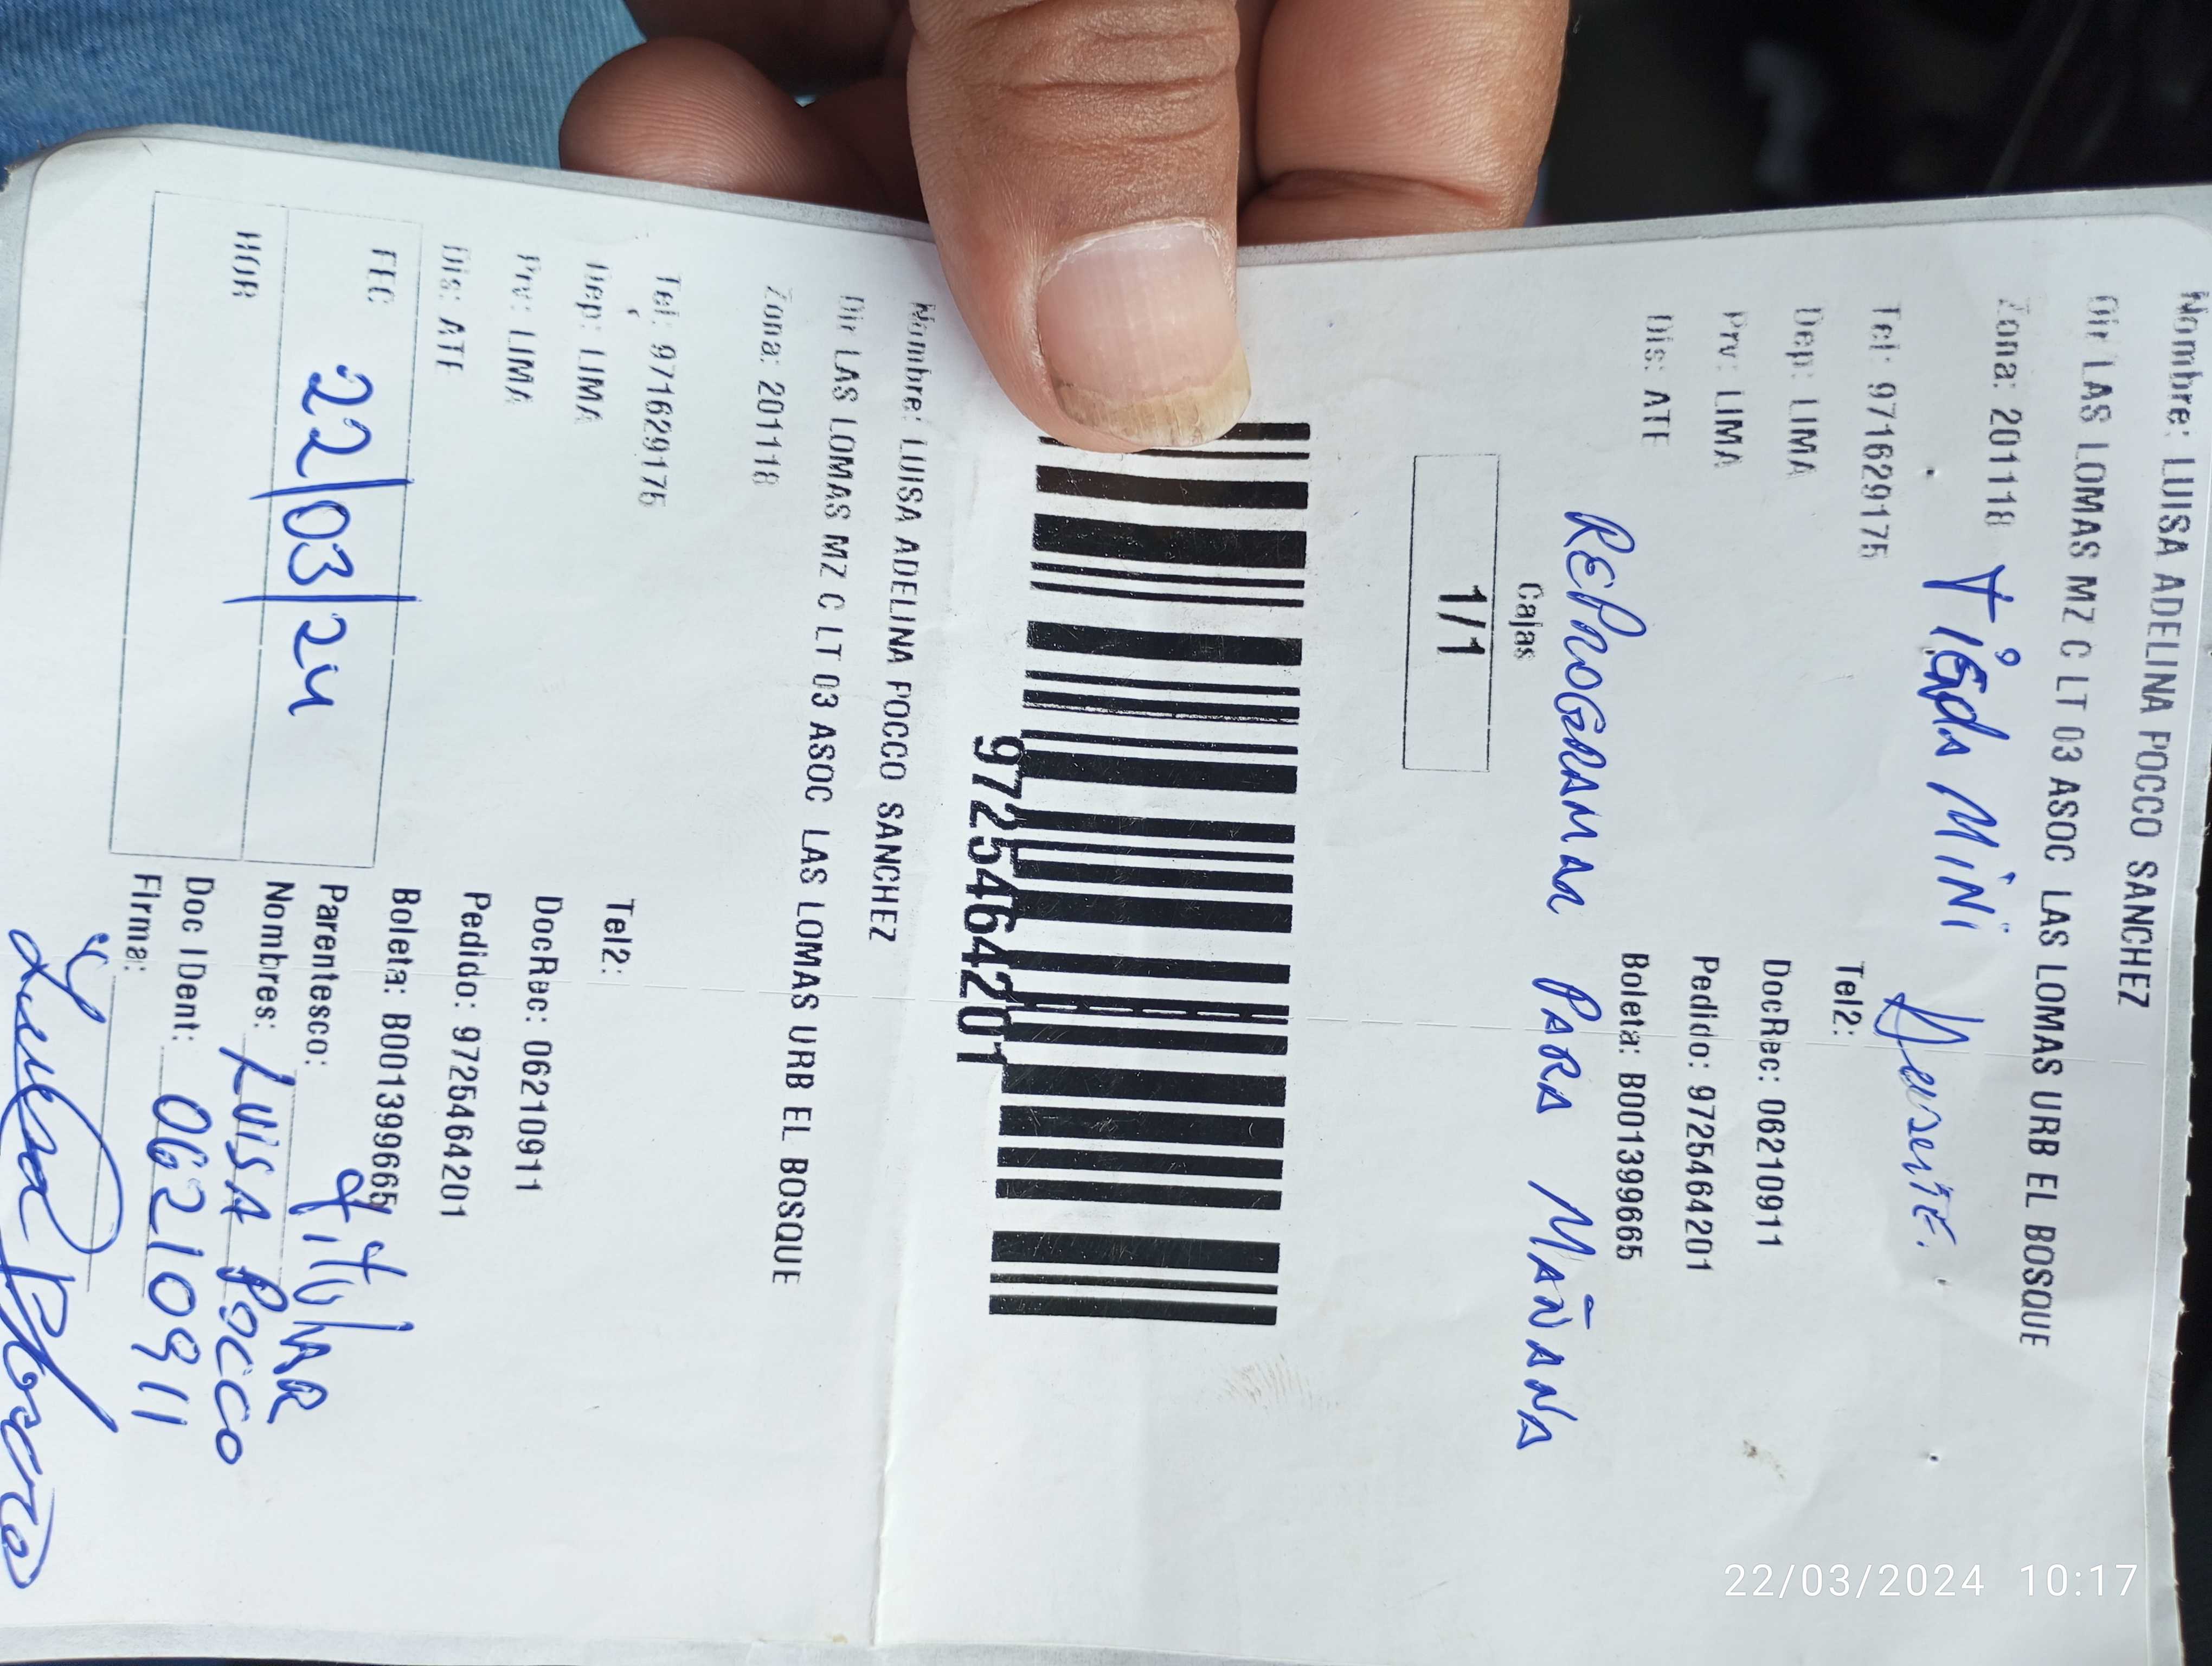 Nombre: LUISA ADELINA POCCO SANCHEZ
Dir LAS LOMAS MZ C LT 03 ASOC LAS LOMAS URB EL BOSQUE
Zona: 201118
MINI
Tel: 971629175 Tel2:
Dep: LIMA DocRec: 06210911
Prv: LIMA Pedido: 9725464201
Dis: ATE Boleta: B0013999665
REPROGRAMAR PARA MAÑANA
Cajas
1/1
9725464201
Nombre: LUISA ADELINA POCCO SANCHEZ
Dir LAS LOMAS MZ C LT 03 ASOC LAS LOMAS URB EL BOSQUE
Zona: 201118
Tel: 971629175 Tel2:
Dep: LIMA DocRec: 06210911
Prv: LIMA Pedido: 9725464201
Dis: ATE Boleta: B0013999665
FEC 22/03/24 Parentesco: TITULAR
HOR Nombres: LUISA POCCO
Doc IDent: 06210911
Firma:
22/03/2024 10:17